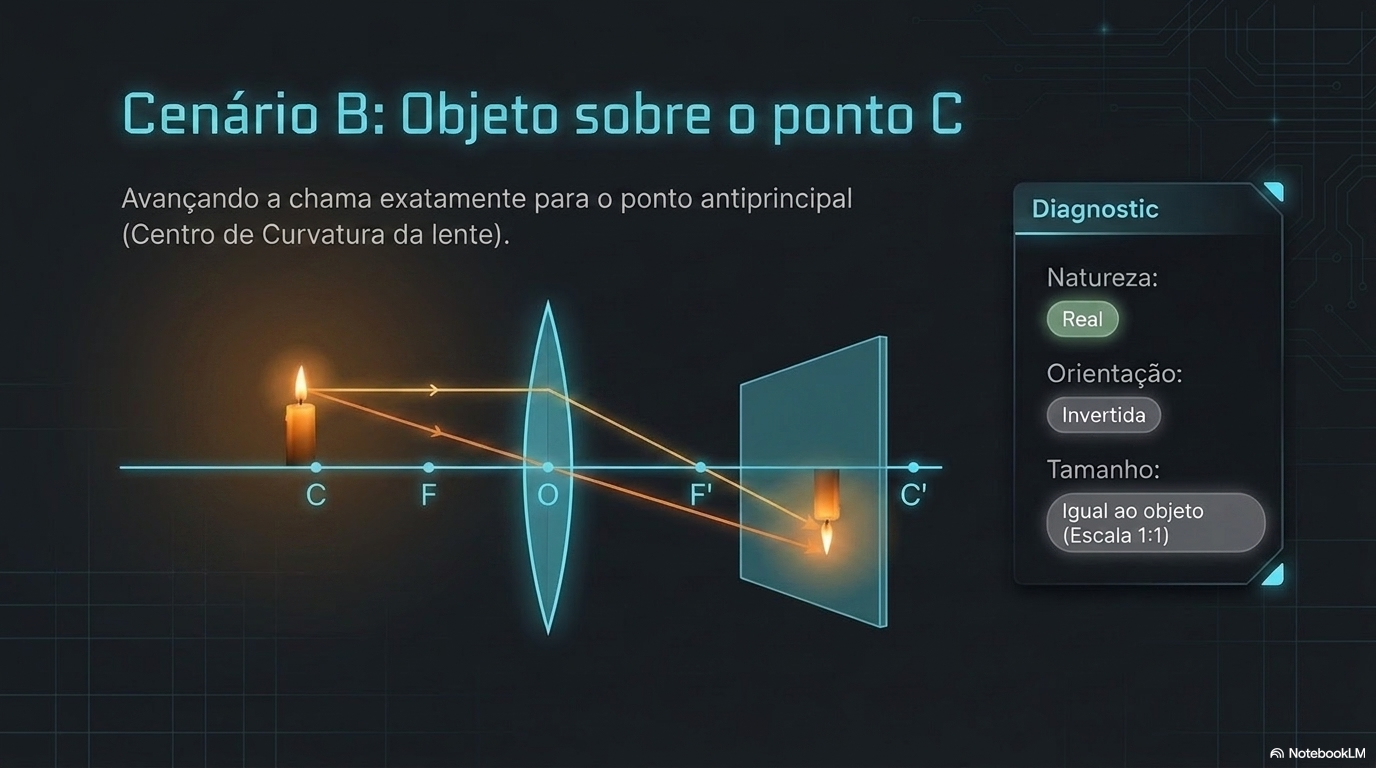 Cenário B: Objeto sobre o ponto C
Avançando a chama exatamente para o ponto antiprincipal
(Centro de Curvatura da lente).
C
F
O
F'
C'
Diagnostic
Natureza:
Real
Orientação:
Invertida
Tamanho:
Igual ao objeto
(Escala 1:1)
NotebookLM